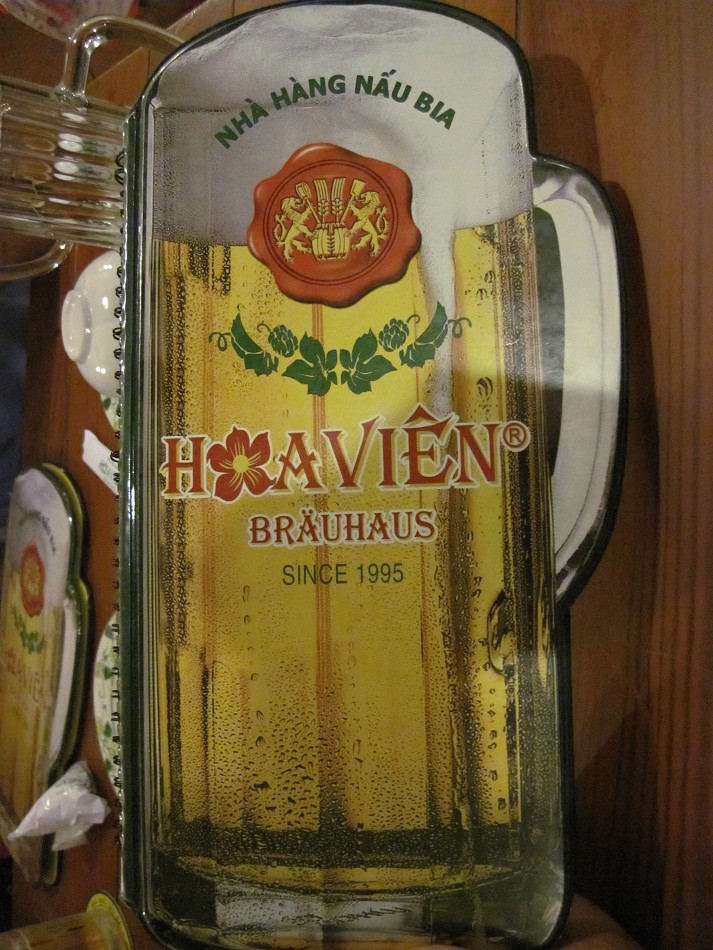 NHÀ HÀNG NẤU BIA
HOAVIÊN®
BRÄUHAUS
SINCE 1995